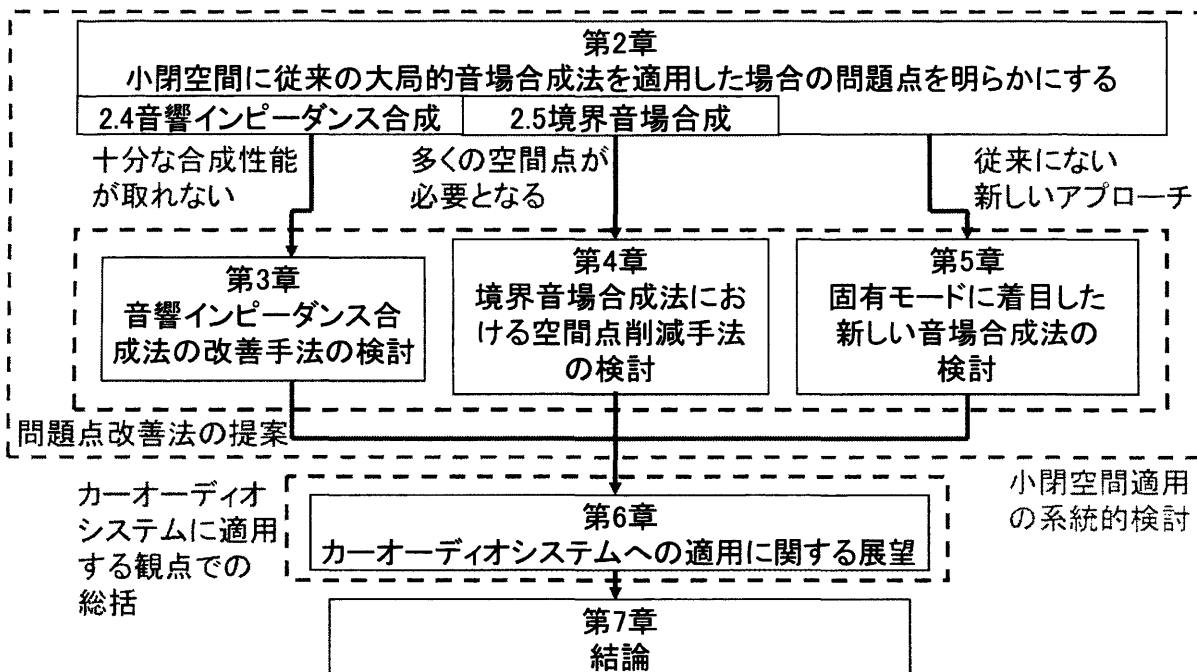 第2章
小閉空間に従来の大局的音場合成法を適用した場合の問題点を明らかにする
2.4音響インピーダンス合成
2.5境界音場合成
十分な合成性能
が取れない
多くの空間点が
必要となる
従来にない
新しいアプローチ
第3章
音響インピーダンス合
成法の改善手法の検討
第4章
境界音場合成法にお
ける空間点削減手法
の検討
第5章
固有モードに着目した
新しい音場合成法の
検討
問題点改善法の提案
小閉空間適用
の系統的検討
カーオーディオ
システムに適用
する観点での
総括
第6章
カーオーディオシステムへの適用に関する展望
第7章
結論